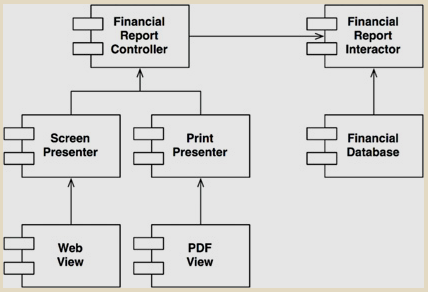 Financial
Report
Controller
Financial
Report
Interactor
Screen
Presenter
Print
Presenter
Financial
Database
Web
View
PDF
View